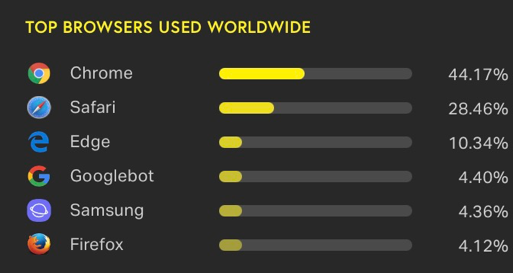 TOP BROWSERS USED WORLDWIDE
Chrome 44.17%
Safari 28.46%
Edge 10.34%
Googlebot 4.40%
Samsung 4.36%
Firefox 4.12%